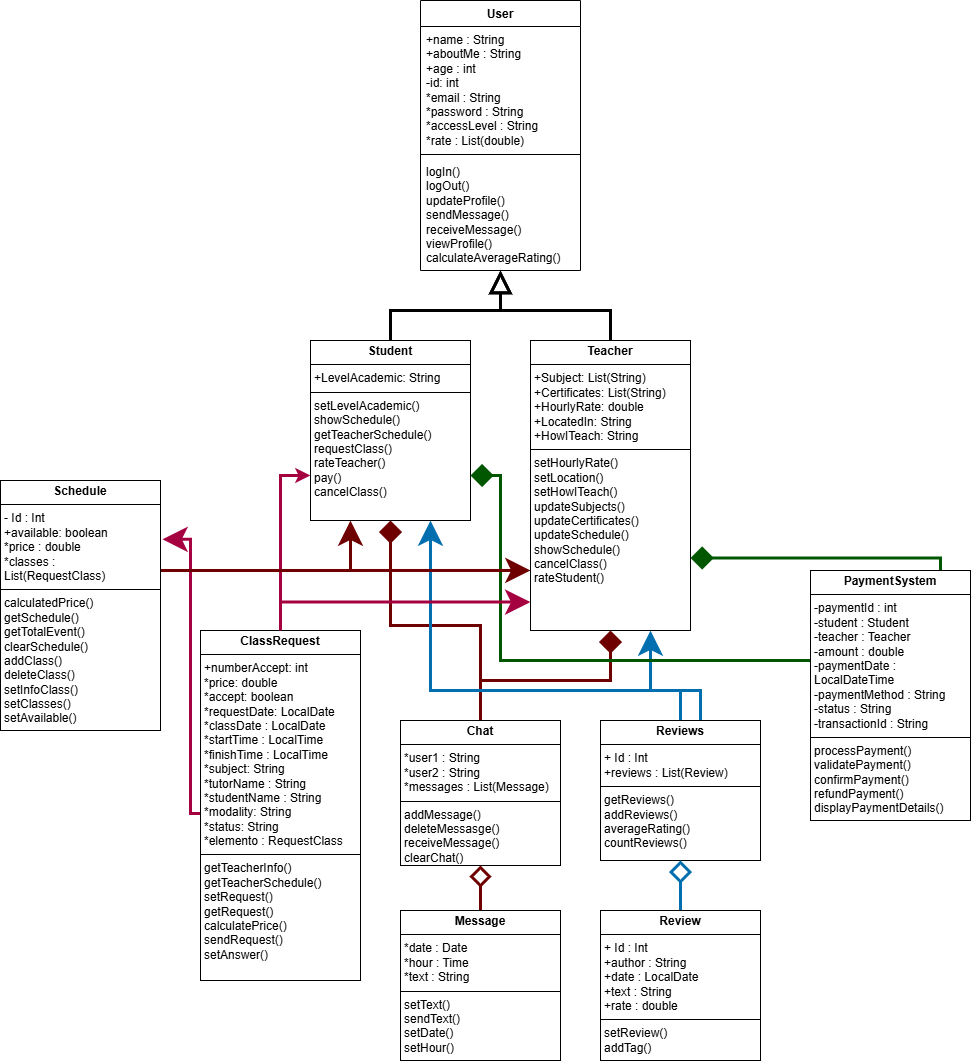 User
+name : String
+aboutMe : String
+age : int
-id: int
*email : String
*password : String
*accessLevel : String
*rate : List(double)
logIn()
logOut()
updateProfile()
sendMessage()
receiveMessage()
viewProfile()
calculateAverageRating()
Student
+LevelAcademic: String
setLevelAcademic()
showSchedule()
getTeacherSchedule()
requestClass()
rateTeacher()
pay()
cancelClass()
Teacher
+Subject: List(String)
+Certificates: List(String)
+HourlyRate: double
+LocatedIn: String
+HowITeach: String
setHourlyRate()
setLocation()
setHowITeach()
updateSubjects()
updateCertificates()
updateSchedule()
showSchedule()
cancelClass()
rateStudent()
Schedule
- Id : Int
+available: boolean
*price : double
*classes :
List(RequestClass)
calculatedPrice()
getSchedule()
getTotalEvent()
clearSchedule()
addClass()
deleteClass()
setInfoClass()
setClasses()
setAvailable()
PaymentSystem
-paymentId : int
-student : Student
-teacher : Teacher
-amount : double
-paymentDate :
LocalDateTime
-paymentMethod : String
-status : String
-transactionId : String
processPayment()
validatePayment()
confirmPayment()
refundPayment()
displayPaymentDetails()
ClassRequest
+numberAccept: int
*price: double
*accept: boolean
*requestDate: LocalDate
*classDate : LocalDate
*startTime : LocalTime
*finishTime : LocalTime
*subject: String
*tutorName : String
*studentName : String
*modality: String
*status: String
*elemento : RequestClass
getTeacherInfo()
getTeacherSchedule()
setRequest()
getRequest()
calculatePrice()
sendRequest()
setAnswer()
Chat
*user1 : String
*user2 : String
*messages : List(Message)
addMessage()
deleteMessasge()
receiveMessage()
clearChat()
Reviews
+ Id : Int
+reviews : List(Review)
getReviews()
addReviews()
averageRating()
countReviews()
Message
*date : Date
*hour : Time
*text : String
setText()
sendText()
setDate()
setHour()
Review
+ Id : Int
+author : String
+date : LocalDate
+text : String
+rate : double
setReview()
addTag()